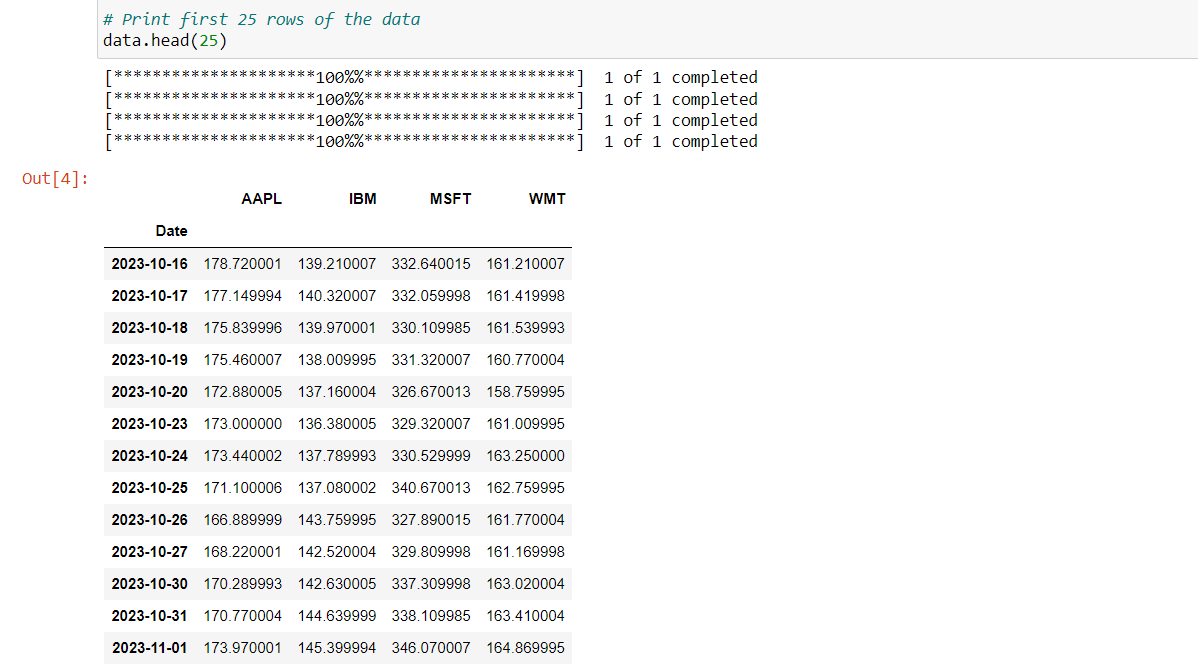 # Print first 25 rows of the data
data.head(25)
[*********************100%%**********************]  1 of 1 completed
[*********************100%%**********************]  1 of 1 completed
[*********************100%%**********************]  1 of 1 completed
[*********************100%%**********************]  1 of 1 completed
Out[4]:
AAPL IBM MSFT WMT
Date
2023-10-16 178.720001 139.210007 332.640015 161.210007
2023-10-17 177.149994 140.320007 332.059998 161.419998
2023-10-18 175.839996 139.970001 330.109985 161.539993
2023-10-19 175.460007 138.009995 331.320007 160.770004
2023-10-20 172.880005 137.160004 326.670013 158.759995
2023-10-23 173.000000 136.380005 329.320007 161.009995
2023-10-24 173.440002 137.789993 330.529999 163.250000
2023-10-25 171.100006 137.080002 340.670013 162.759995
2023-10-26 166.889999 143.759995 327.890015 161.770004
2023-10-27 168.220001 142.520004 329.809998 161.169998
2023-10-30 170.289993 142.630005 337.309998 163.020004
2023-10-31 170.770004 144.639999 338.109985 163.410004
2023-11-01 173.970001 145.399994 346.070007 164.869995